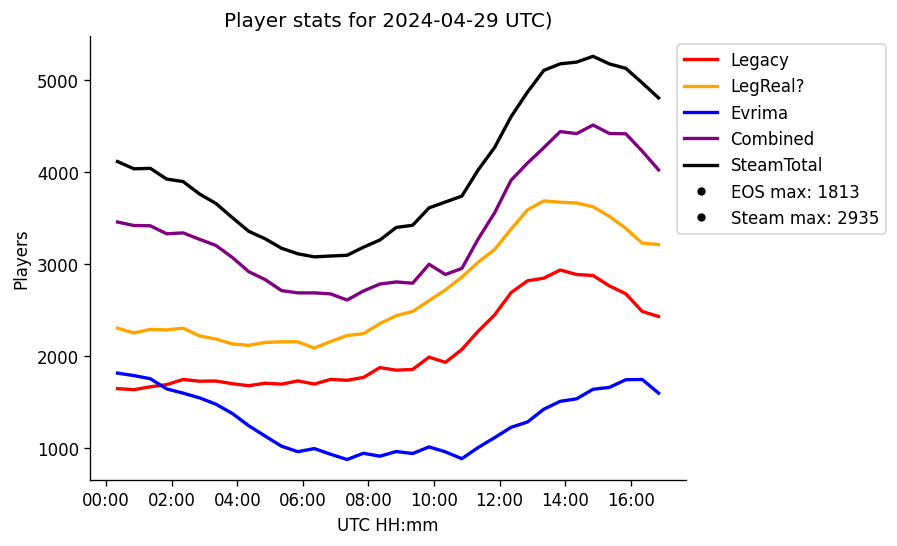 Player stats for 2024-04-29 UTC)
Legacy
LegReal?
Evrima
Combined
SteamTotal
EOS max: 1813
Steam max: 2935
5000
4000
3000
2000
1000
Players
00:00 02:00 04:00 06:00 08:00 10:00 12:00 14:00 16:00
UTC HH:mm